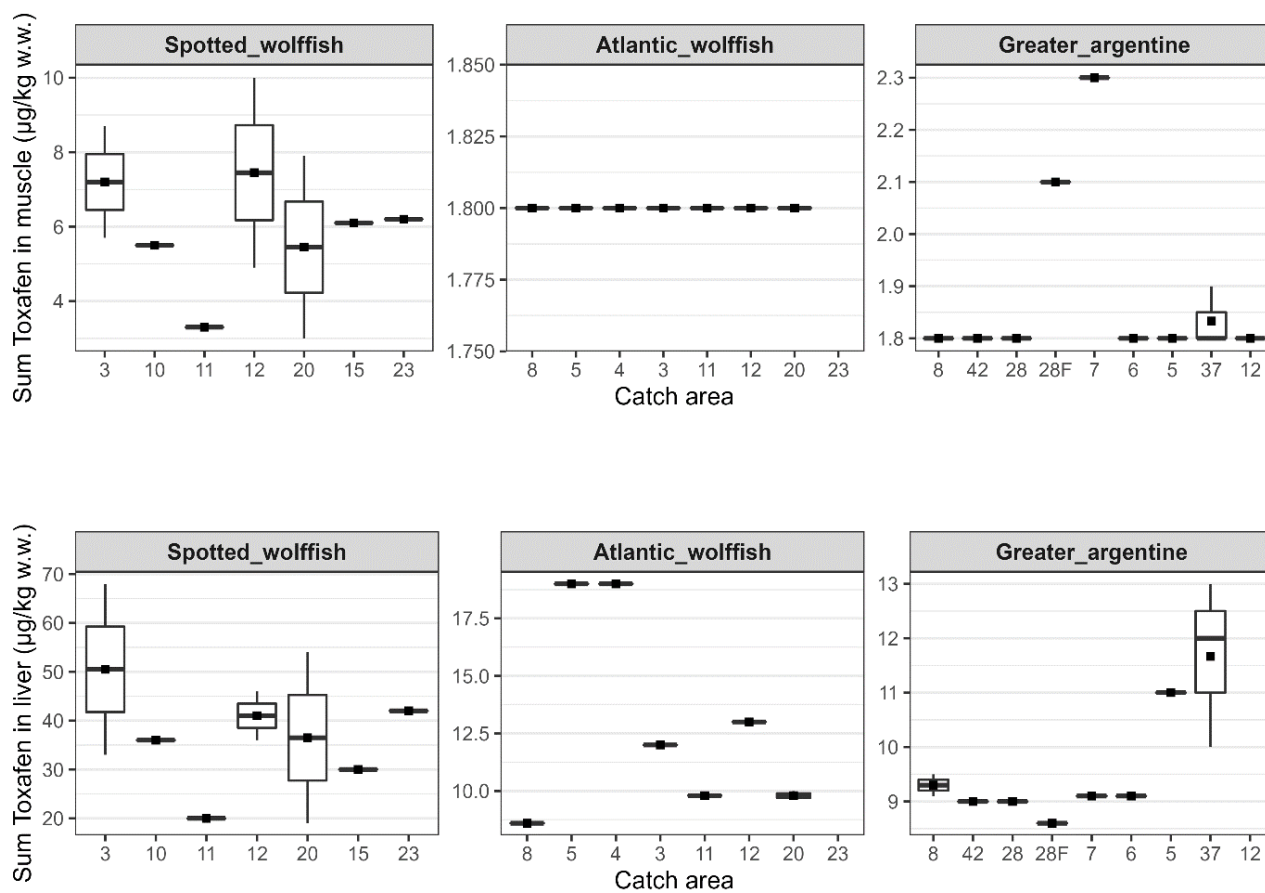 Spotted_wolffish Atlantic_wolffish Greater_argentine
Sum Toxafen in muscle (µg/kg w.w.)
10
8
6
4
3 10 11 12 20 15 23
1.850
1.825
1.800
1.775
1.750
8 5 4 3 11 12 20 23
2.3
2.2
2.1
2.0
1.9
1.8
8 42 28 28F 7 6 5 37 12
Catch area
Spotted_wolffish Atlantic_wolffish Greater_argentine
Sum Toxafen in liver (µg/kg w.w.)
70
60
50
40
30
20
3 10 11 12 20 15 23
17.5
15.0
12.5
10.0
8 5 4 3 11 12 20 23
13
12
11
10
9
8 42 28 28F 7 6 5 37 12
Catch area